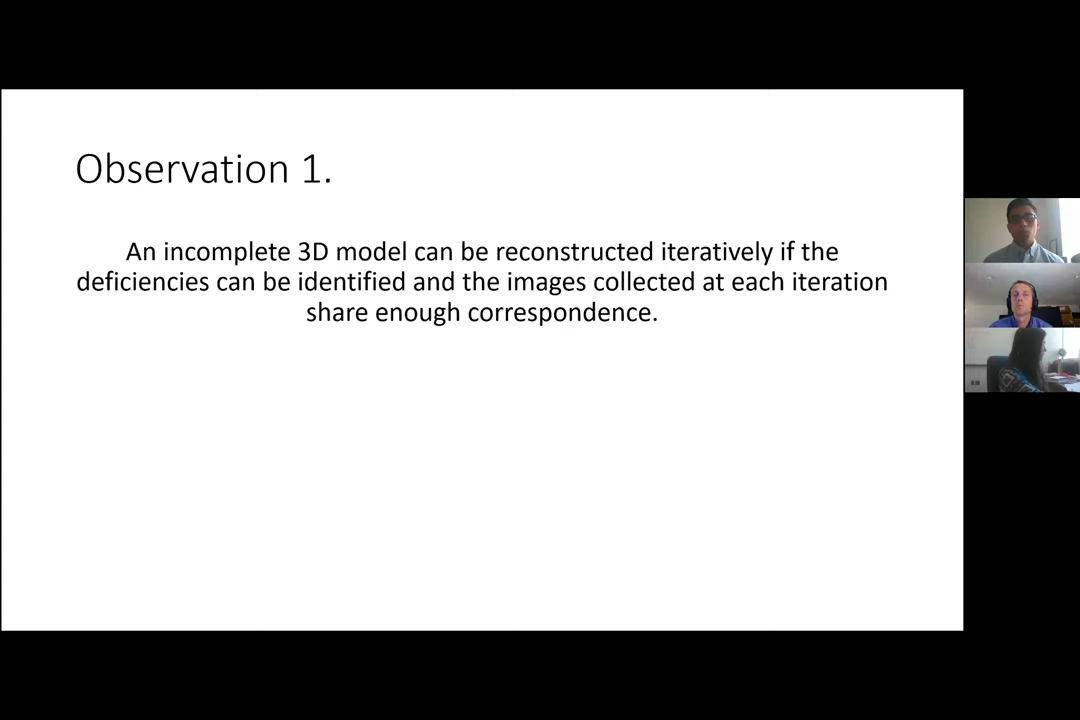 Observation 1.
An incomplete 3D model can be reconstructed iteratively if the
deficiencies can be identified and the images collected at each iteration
share enough correspondence.